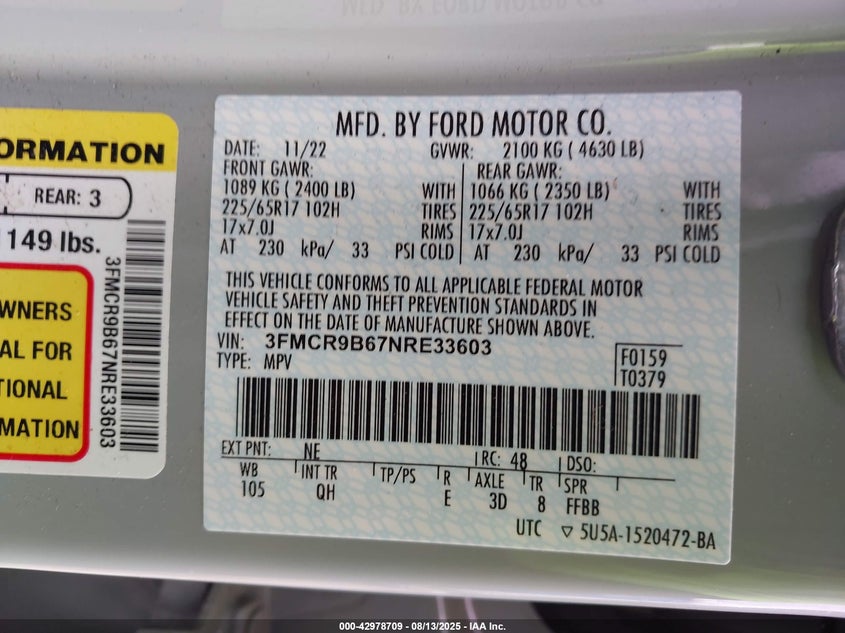 MFD. BY FORD MOTOR CO.
DATE: 11/22 GVWR: 2100 KG ( 4630 LB)
FRONT GAWR: REAR GAWR:
1089 KG ( 2400 LB) WITH 1066 KG ( 2350 LB) WITH
225/65R17 102H TIRES 225/65R17 102H TIRES
17x7.0J RIMS 17x7.0J RIMS
AT 230 kPa/ 33 PSI COLD AT 230 kPa/ 33 PSI COLD
THIS VEHICLE CONFORMS TO ALL APPLICABLE FEDERAL MOTOR
VEHICLE SAFETY AND THEFT PREVENTION STANDARDS IN
EFFECT ON THE DATE OF MANUFACTURE SHOWN ABOVE.
VIN: 3FMCR9B67NRE33603
TYPE: MPV
F0159
T0379
EXT PNT: NE RC: 48 DSO:
WB INT TR TP/PS R AXLE TR SPR
105 QH E 3D 8 FFBB
UTC ▽ 5U5A-1520472-BA
ORMATION
REAR: 3
1149 lbs.
3FMCR9B67NRE33603
WNERS
AL FOR
TIONAL
MATION
000-42978709 - 08/13/2025 - IAA Inc.